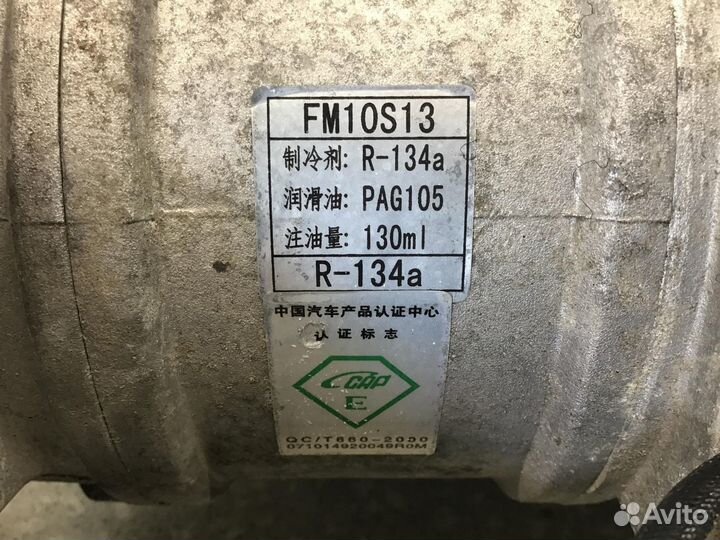 FM10S13
制冷剂: R-134a
润滑油: PAG105
注油量: 130ml
R-134a
中国汽车产品认证中心
认证标志
CCAP
E
QC/T660-2000
071014920049R0M
Avito